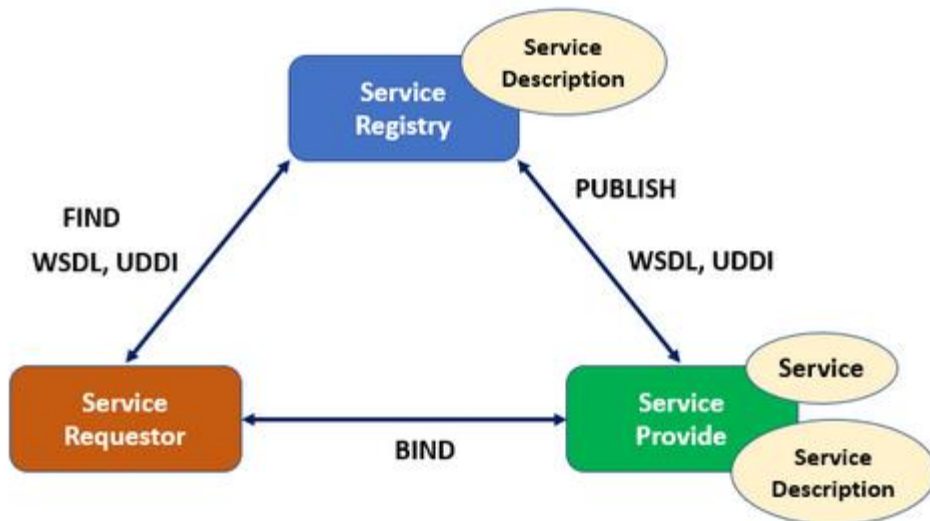 Service
Description
Service
Registry
FIND
WSDL, UDDI
PUBLISH
WSDL, UDDI
Service
Requestor
BIND
Service
Provide
Service
Service
Description